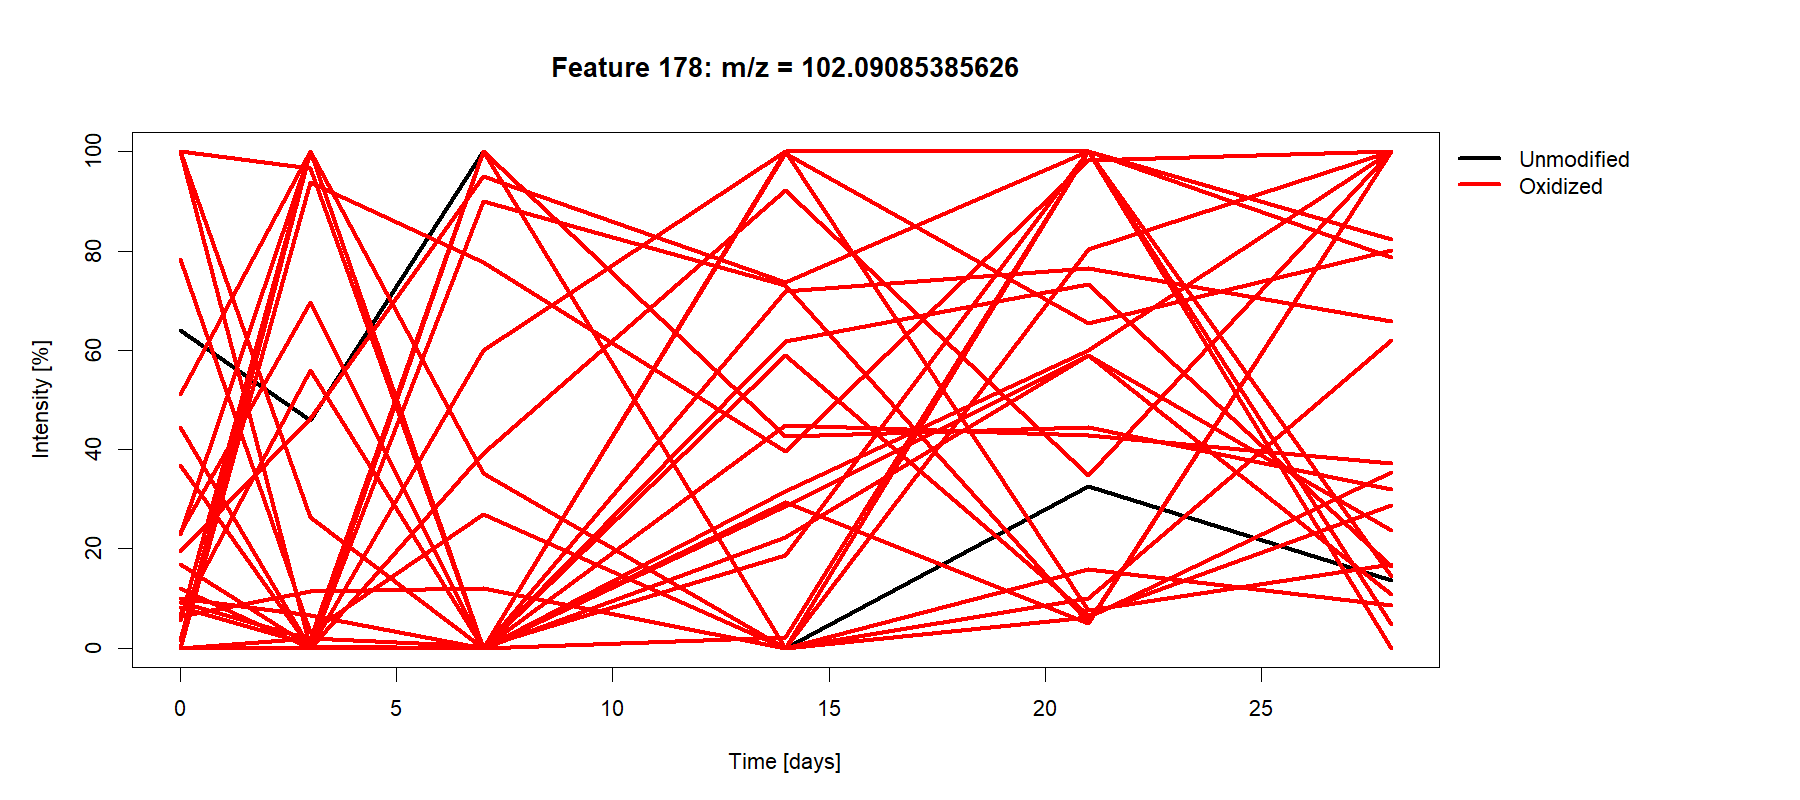 Feature 178: m/z = 102.09085385626
Unmodified
Oxidized
Intensity [%]
100
80
60
40
20
0
0 5 10 15 20 25
Time [days]